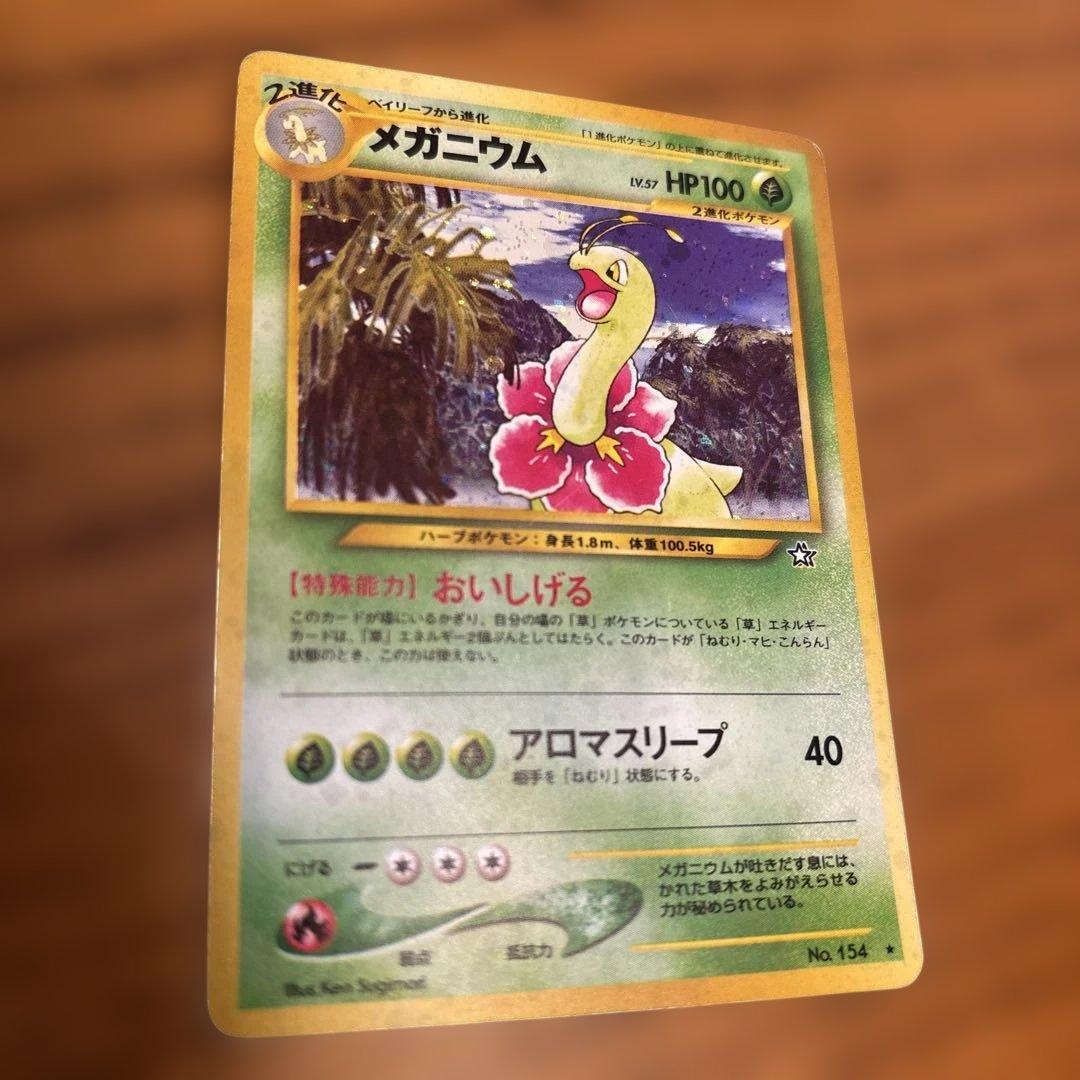 2進化
ベイリーフから進化
「1進化ポケモン」の上に重ねて進化させます。
メガニウム
LV.57 HP100
2進化ポケモン
ハーブポケモン：身長1.8m、体重100.5kg
【特殊能力】おいしげる
このカードが場にいるかぎり、自分の場の「草」ポケモンについている「草」エネルギー
カードは、「草」エネルギー2個ぶんとしてはたらく。このカードが「ねむり・マヒ・こんらん」
状態のとき、この力は使えない。
アロマスリープ 40
相手を「ねむり」状態にする。
にげる
メガニウムが吐きだす息には、
かれた草木をよみがえらせる
力が秘められている。
弱点 抵抗力
No. 154 ★
Illus. Ken Sugimori